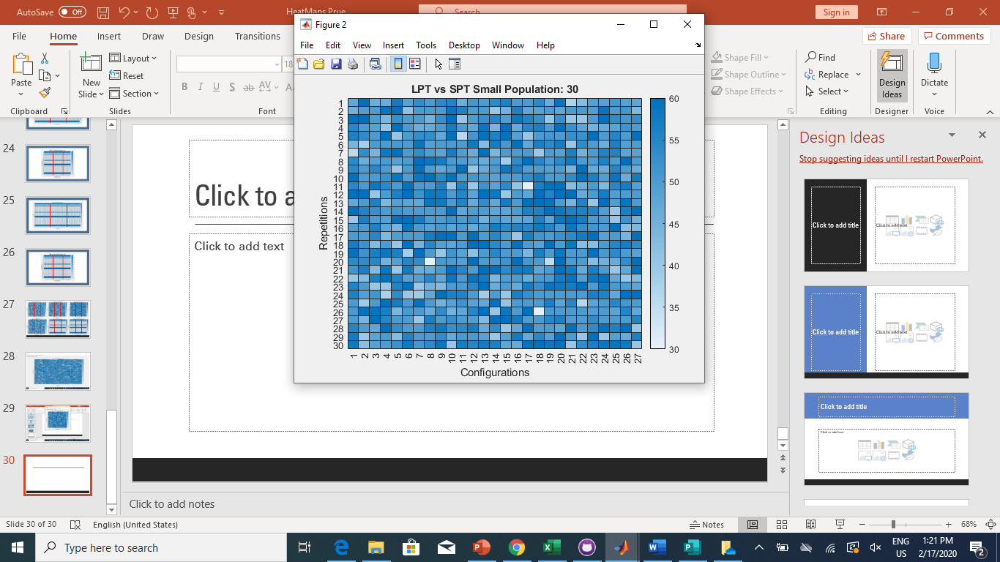 AutoSave Off
HeatMaps Prue
Search
Sign in
File Home Insert Draw Design Transitions
Share Comments
Paste
Clipboard
New Slide
Layout
Reset
Section
Slides
18
B I U S ab AV
Font
Shape Fill
Shape Outline
Shape Effects
Find
Replace
Select
Editing
Design Ideas
Designer
Dictate
Voice
Figure 2
File Edit View Insert Tools Desktop Window Help
LPT vs SPT Small Population: 30
Repetitions
1
2
3
4
5
6
7
8
9
10
11
12
13
14
15
16
17
18
19
20
21
22
23
24
25
26
27
28
29
30
1 2 3 4 5 6 7 8 9 10 11 12 13 14 15 16 17 18 19 20 21 22 23 24 25 26 27
Configurations
60
55
50
45
40
35
30
24
25
26
27
28
29
30
Click to a
Click to add text
Click to add notes
Design Ideas
Stop suggesting ideas until I restart PowerPoint.
Click to add title
Click to add text
Click to add title
Click to add text
Click to add title
Click to add text
Slide 30 of 30 English (United States) Notes 68%
Type here to search
ENG
US
1:21 PM
2/17/2020
2